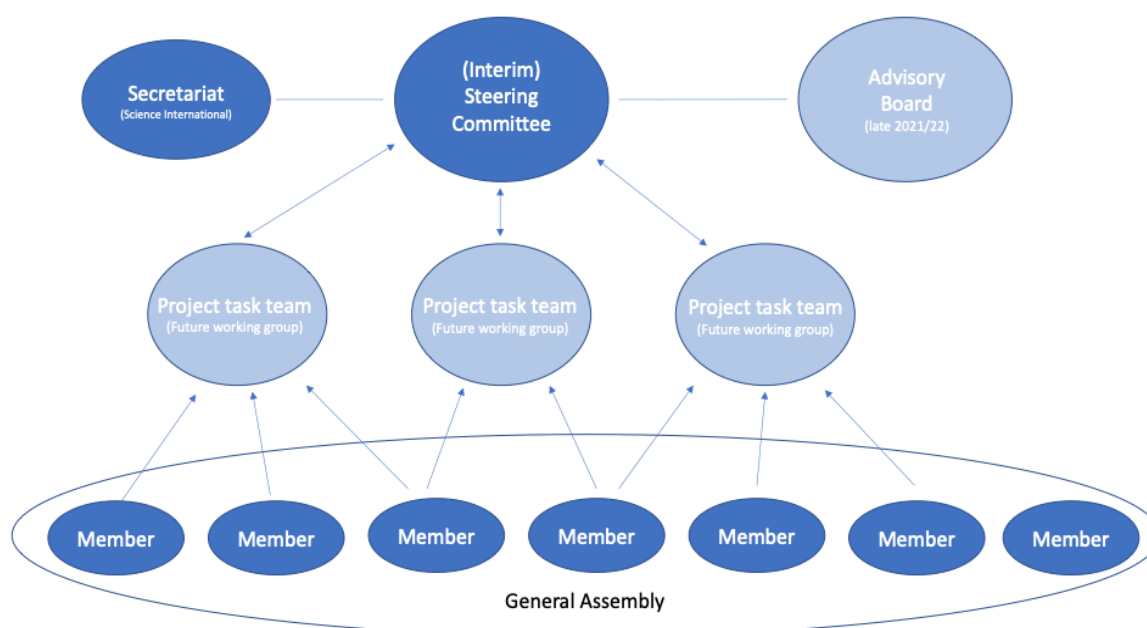 Secretariat
(Science International)
(Interim)
Steering
Committee
Advisory
Board
(late 2021/22)
Project task team
(Future working group)
Project task team
(Future working group)
Project task team
(Future working group)
Member
Member
Member
Member
Member
Member
Member
General Assembly